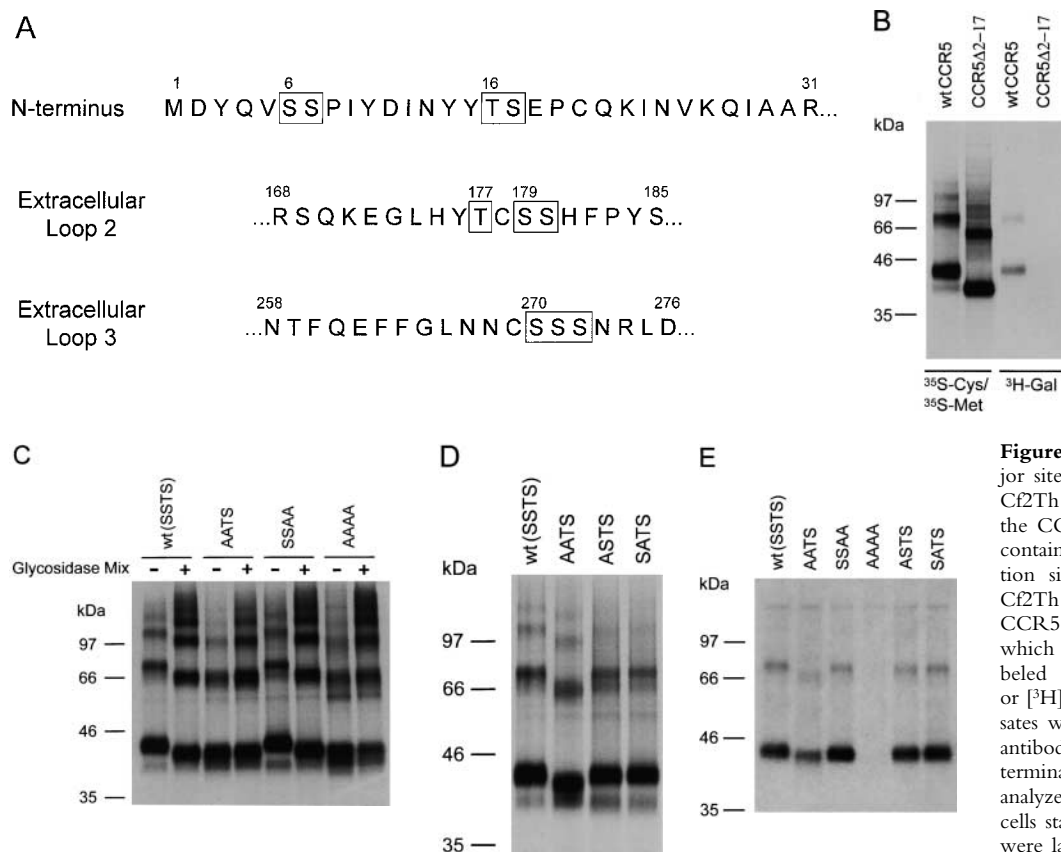 A
1 6 16 31
N-terminus M D Y Q V S S P I Y D I N Y Y T S E P C Q K I N V K Q I A A R...
168 177 179 185
Extracellular
Loop 2
...R S Q K E G L H Y T C S S H F P Y S...
258 270 276
Extracellular
Loop 3
...N T F Q E F F G L N N C S S S N R L D...
B
wtCCR5
CCR5Δ2–17
wtCCR5
CCR5Δ2–17
kDa
97
66
46
35
35S-Cys/
35S-Met
3H-Gal
C
wt(SSTS) AATS SSAA AAAA
Glycosidase Mix – + – + – + – +
kDa
97
66
46
35
D
wt(SSTS) AATS ASTS SATS
kDa
97
66
46
35
E
wt(SSTS) AATS SSAA AAAA ASTS SATS
kDa
97
66
46
35
Figure
jor site
Cf2Th
the CC
contain
tion si
Cf2Th
CCR5
which
beled
or [3H]
sates w
antibod
termina
analyze
cells sta
were la